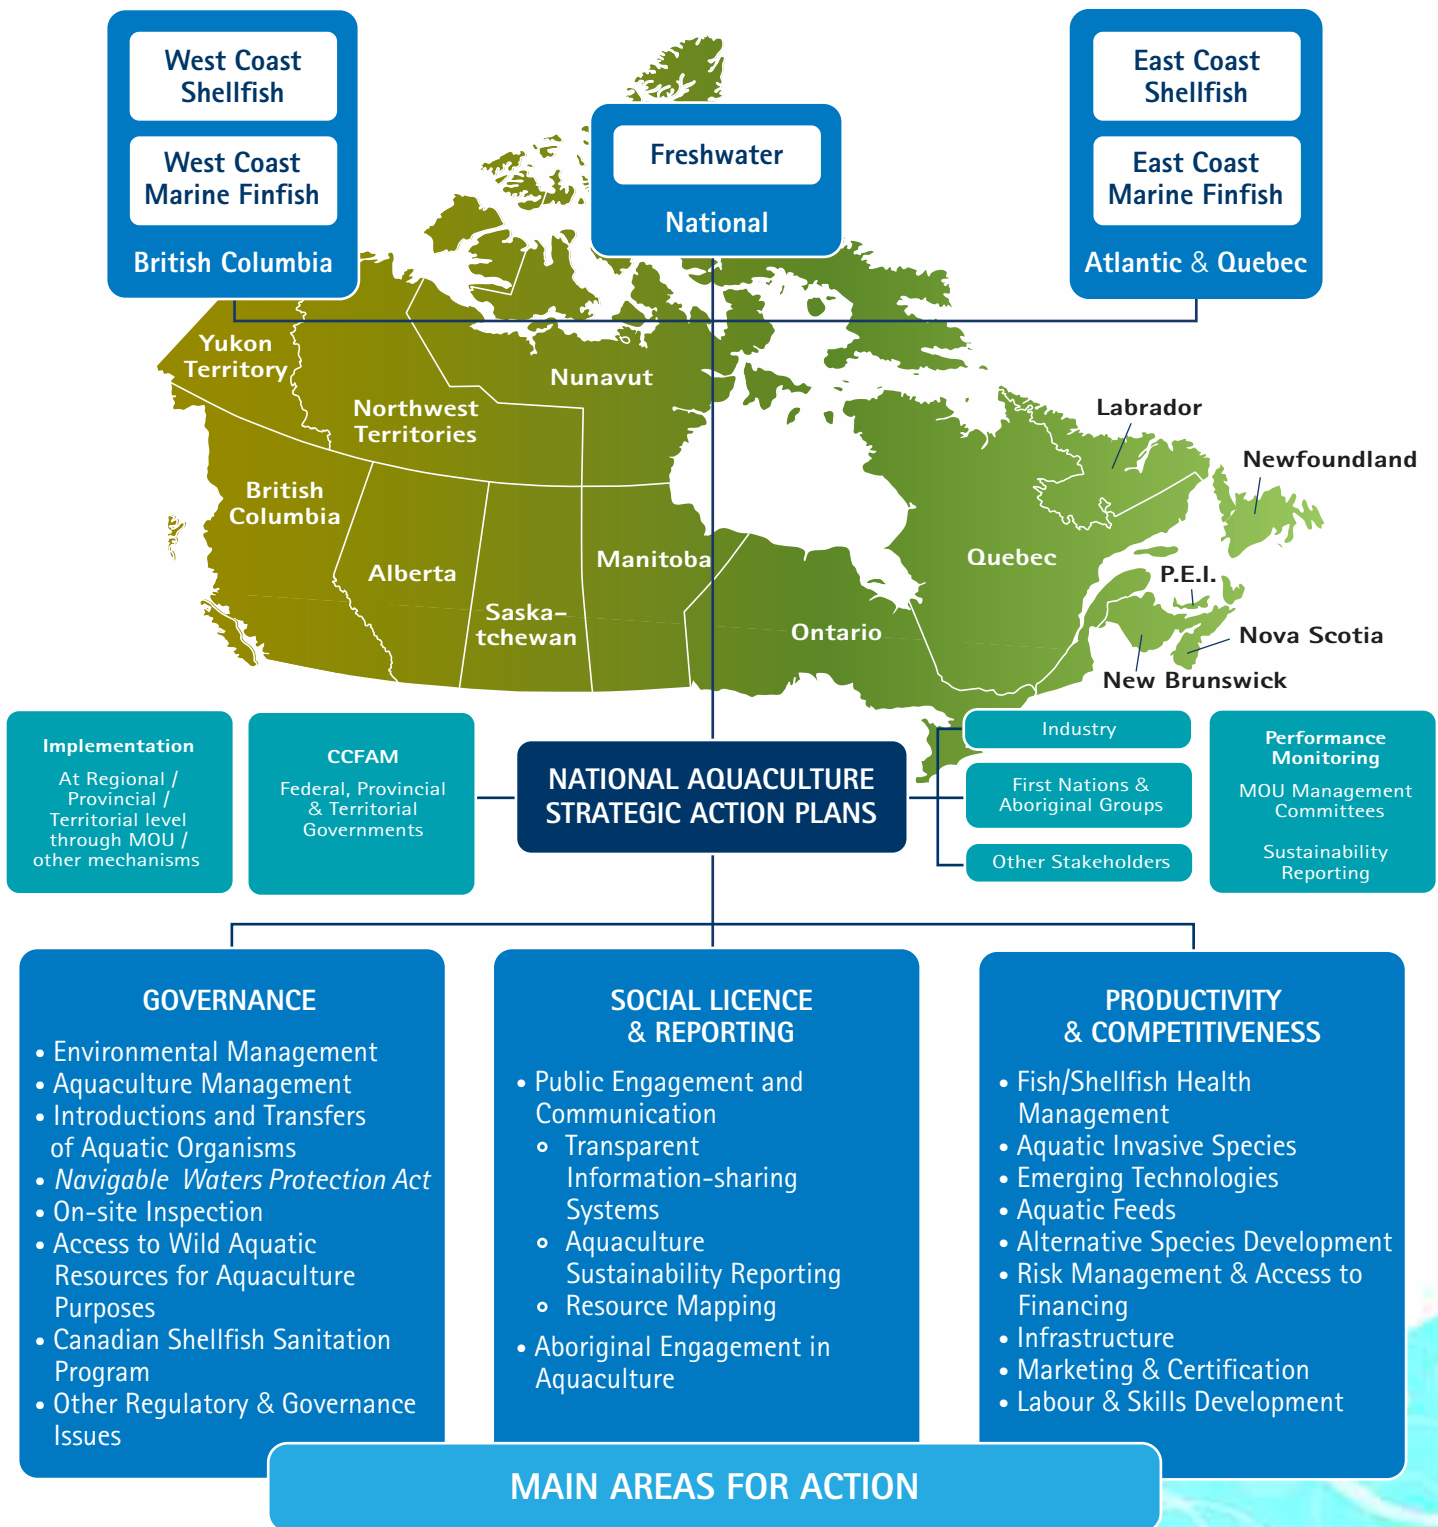 West Coast
Shellfish
West Coast
Marine Finfish
British Columbia
Freshwater
National
East Coast
Shellfish
East Coast
Marine Finfish
Atlantic & Quebec
Yukon
Territory
Northwest
Territories
Nunavut
British
Columbia
Alberta
Saska-
tchewan
Manitoba
Ontario
Quebec
Labrador
Newfoundland
P.E.I.
Nova Scotia
New Brunswick
Implementation
At Regional /
Provincial /
Territorial level
through MOU /
other mechanisms
CCFAM
Federal, Provincial
& Territorial
Governments
NATIONAL AQUACULTURE
STRATEGIC ACTION PLANS
Industry
First Nations &
Aboriginal Groups
Other Stakeholders
Performance
Monitoring
MOU Management
Committees
Sustainability
Reporting
GOVERNANCE
• Environmental Management
• Aquaculture Management
• Introductions and Transfers
of Aquatic Organisms
• Navigable Waters Protection Act
• On-site Inspection
• Access to Wild Aquatic
Resources for Aquaculture
Purposes
• Canadian Shellfish Sanitation
Program
• Other Regulatory & Governance
Issues
SOCIAL LICENCE
& REPORTING
• Public Engagement and
Communication
⚬ Transparent
Information-sharing
Systems
⚬ Aquaculture
Sustainability Reporting
⚬ Resource Mapping
• Aboriginal Engagement in
Aquaculture
PRODUCTIVITY
& COMPETITIVENESS
• Fish/Shellfish Health
Management
• Aquatic Invasive Species
• Emerging Technologies
• Aquatic Feeds
• Alternative Species Development
• Risk Management & Access to
Financing
• Infrastructure
• Marketing & Certification
• Labour & Skills Development
MAIN AREAS FOR ACTION